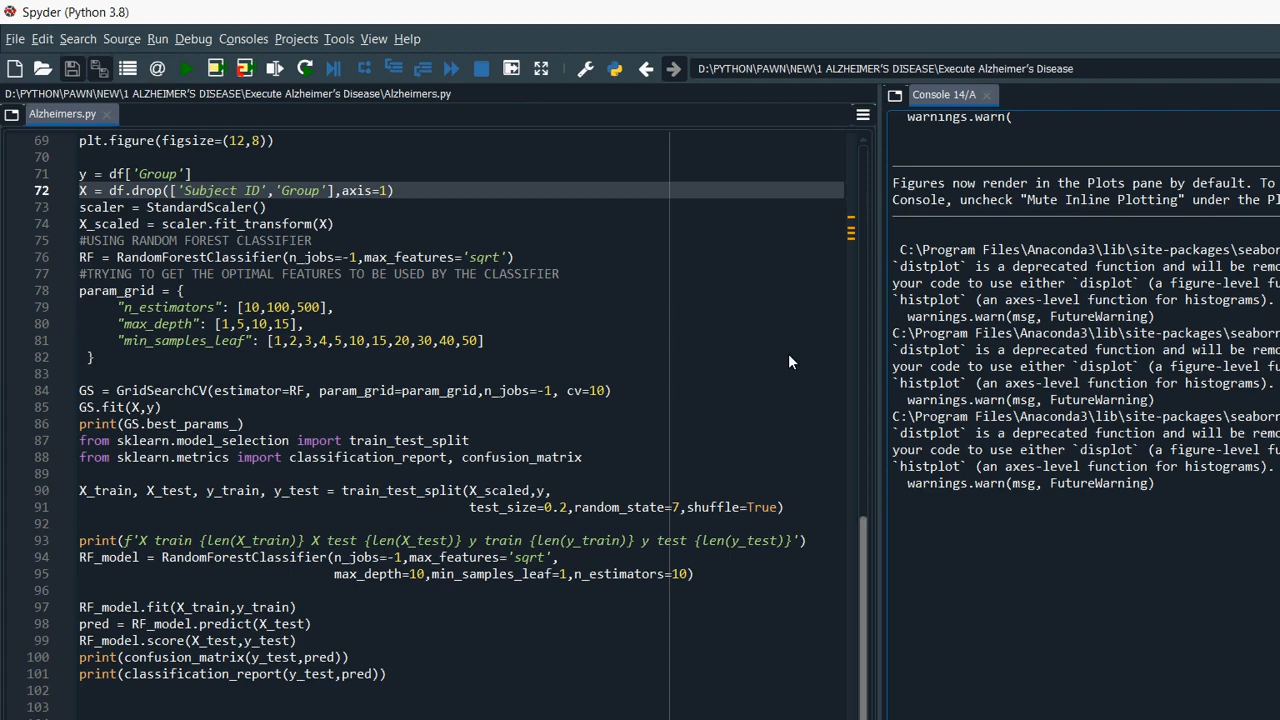 Spyder (Python 3.8)
File Edit Search Source Run Debug Consoles Projects Tools View Help
D:\PYTHON\PAWN\NEW\1 ALZHEIMER'S DISEASE\Execute Alzheimer's Disease
D:\PYTHON\PAWN\NEW\1 ALZHEIMER'S DISEASE\Execute Alzheimer's Disease\Alzheimers.py
Alzheimers.py
69 plt.figure(figsize=(12,8))
70
71 y = df['Group']
72 X = df.drop(['Subject ID','Group'],axis=1)
73 scaler = StandardScaler()
74 X_scaled = scaler.fit_transform(X)
75 #USING RANDOM FOREST CLASSIFIER
76 RF = RandomForestClassifier(n_jobs=-1,max_features='sqrt')
77 #TRYING TO GET THE OPTIMAL FEATURES TO BE USED BY THE CLASSIFIER
78 param_grid = {
79 "n_estimators": [10,100,500],
80 "max_depth": [1,5,10,15],
81 "min_samples_leaf": [1,2,3,4,5,10,15,20,30,40,50]
82 }
83
84 GS = GridSearchCV(estimator=RF, param_grid=param_grid,n_jobs=-1, cv=10)
85 GS.fit(X,y)
86 print(GS.best_params_)
87 from sklearn.model_selection import train_test_split
88 from sklearn.metrics import classification_report, confusion_matrix
89
90 X_train, X_test, y_train, y_test = train_test_split(X_scaled,y,
91 test_size=0.2,random_state=7,shuffle=True)
92
93 print(f'X train {len(X_train)} X test {len(X_test)} y train {len(y_train)} y test {len(y_test)}')
94 RF_model = RandomForestClassifier(n_jobs=-1,max_features='sqrt',
95 max_depth=10,min_samples_leaf=1,n_estimators=10)
96
97 RF_model.fit(X_train,y_train)
98 pred = RF_model.predict(X_test)
99 RF_model.score(X_test,y_test)
100 print(confusion_matrix(y_test,pred))
101 print(classification_report(y_test,pred))
102
103
Console 14/A
warnings.warn(
Figures now render in the Plots pane by default. To
Console, uncheck "Mute Inline Plotting" under the Pl
C:\Program Files\Anaconda3\lib\site-packages\seabor
`distplot` is a deprecated function and will be remo
your code to use either `displot` (a figure-level fu
`histplot` (an axes-level function for histograms).
warnings.warn(msg, FutureWarning)
C:\Program Files\Anaconda3\lib\site-packages\seaborn
`distplot` is a deprecated function and will be remo
your code to use either `displot` (a figure-level fu
`histplot` (an axes-level function for histograms).
warnings.warn(msg, FutureWarning)
C:\Program Files\Anaconda3\lib\site-packages\seaborn
`distplot` is a deprecated function and will be remo
your code to use either `displot` (a figure-level fu
`histplot` (an axes-level function for histograms).
warnings.warn(msg, FutureWarning)